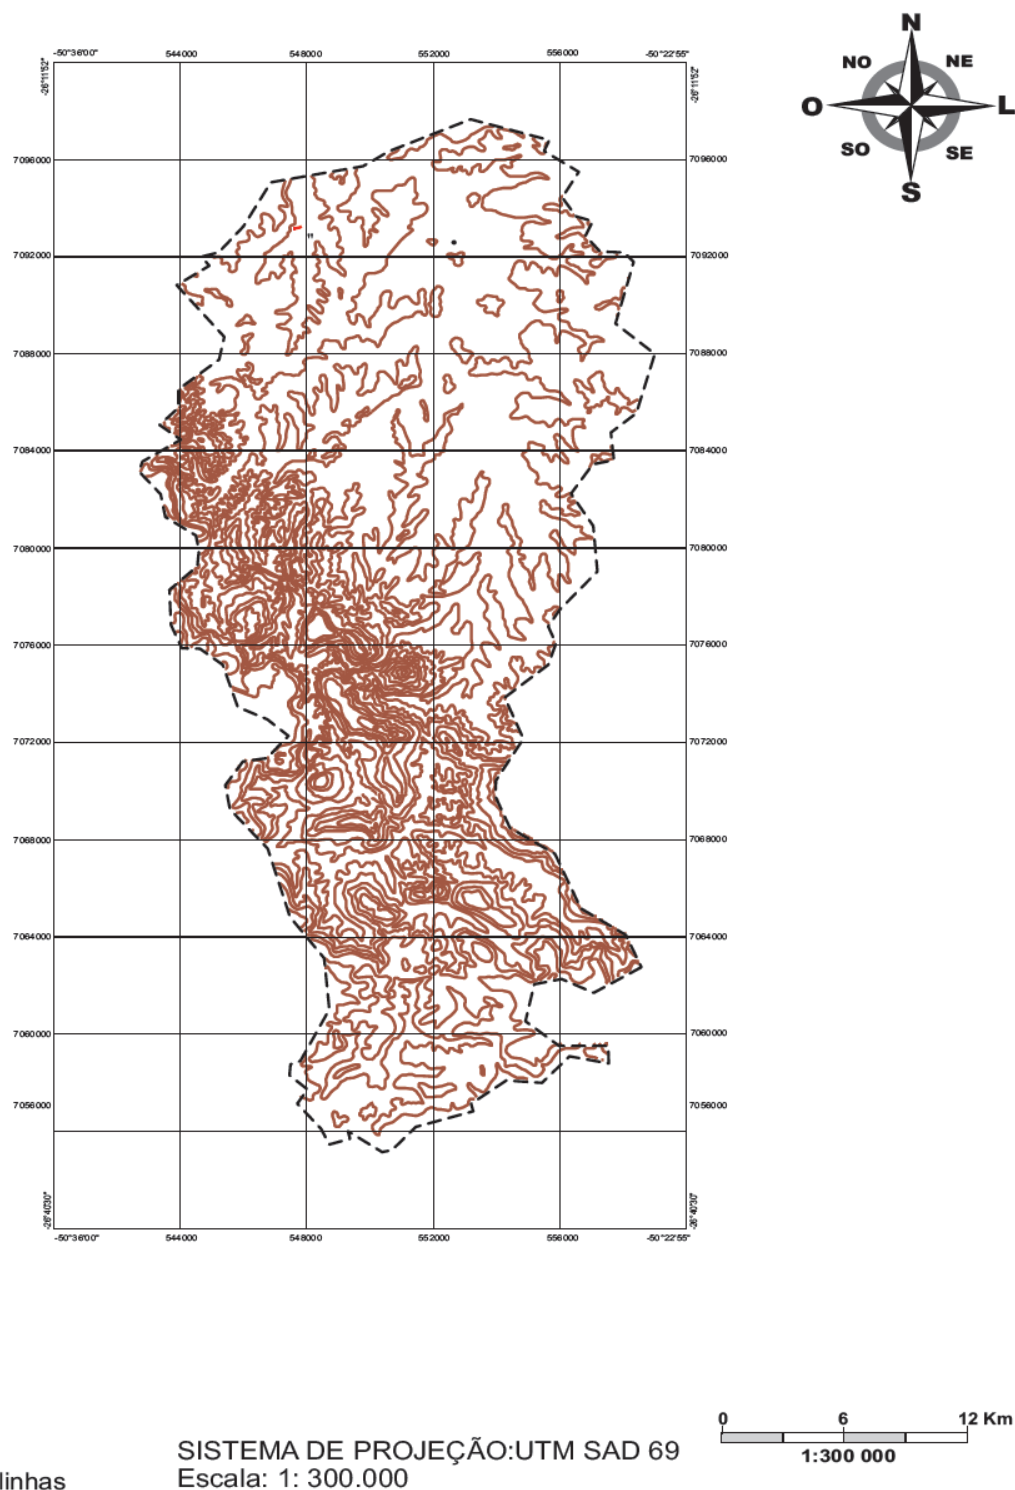 N
NO NE
O L
SO SE
S
-50°36'00" 544000 548000 552000 556000 -50°22'55"
-26°11'52" -26°11'52"
7096000 7096000
7092000 7092000
7088000 7088000
7084000 7084000
7080000 7080000
7076000 7076000
7072000 7072000
7068000 7068000
7064000 7064000
7060000 7060000
7056000 7056000
-26°40'30" -26°40'30"
-50°36'00" 544000 548000 552000 556000 -50°22'55"
0 6 12 Km
1:300 000
SISTEMA DE PROJEÇÃO:UTM SAD 69
Escala: 1: 300.000
linhas